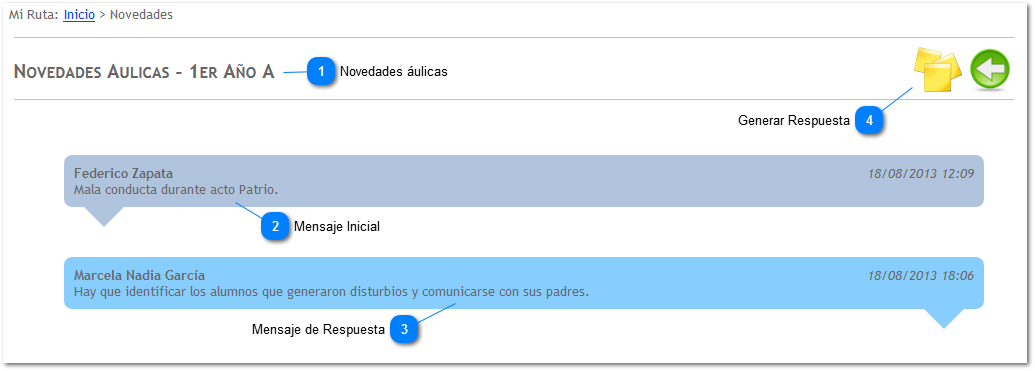 Mi Ruta: Inicio > Novedades
Novedades Aulicas - 1er Año A
1 Novedades áulicas
Generar Respuesta 4
Federico Zapata 18/08/2013 12:09
Mala conducta durante acto Patrio.
2 Mensaje Inicial
Marcela Nadia García 18/08/2013 18:06
Hay que identificar los alumnos que generaron disturbios y comunicarse con sus padres.
Mensaje de Respuesta 3